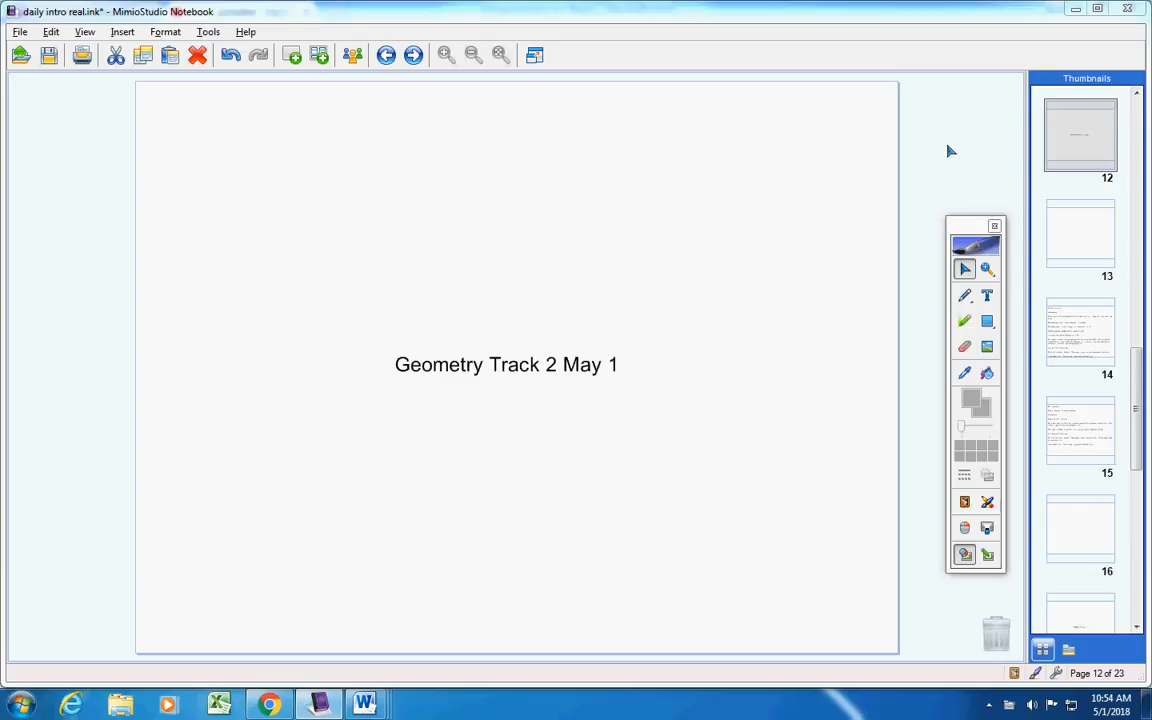 daily intro real.ink* - MimioStudio Notebook
File Edit View Insert Format Tools Help
Thumbnails
12
13
14
15
16
Geometry Track 2 May 1
Page 12 of 23
10:54 AM
5/1/2018